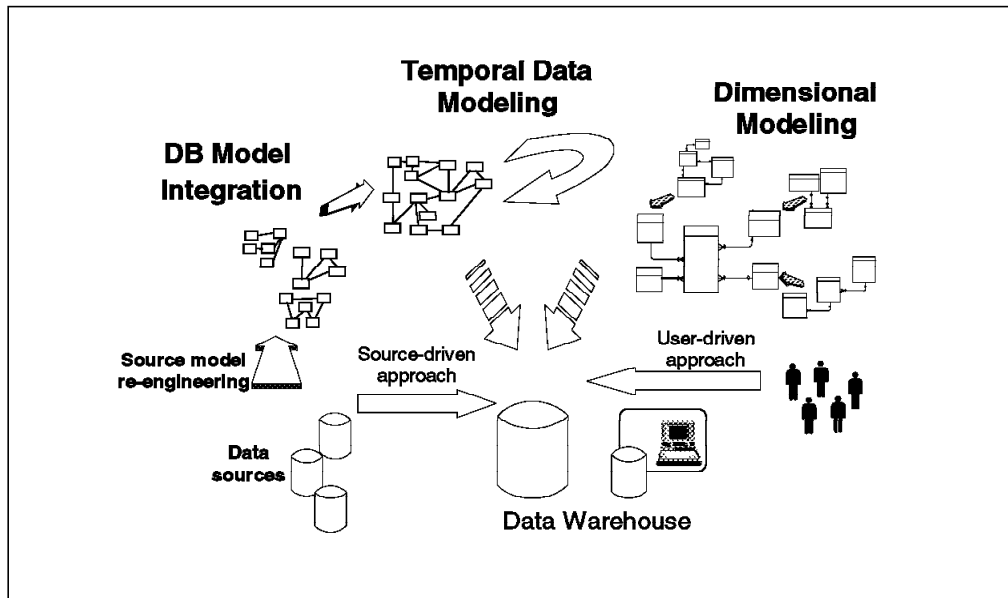 Temporal Data
Modeling
Dimensional
Modeling
DB Model
Integration
Source model
re-engineering
Source-driven
approach
User-driven
approach
Data
sources
Data Warehouse